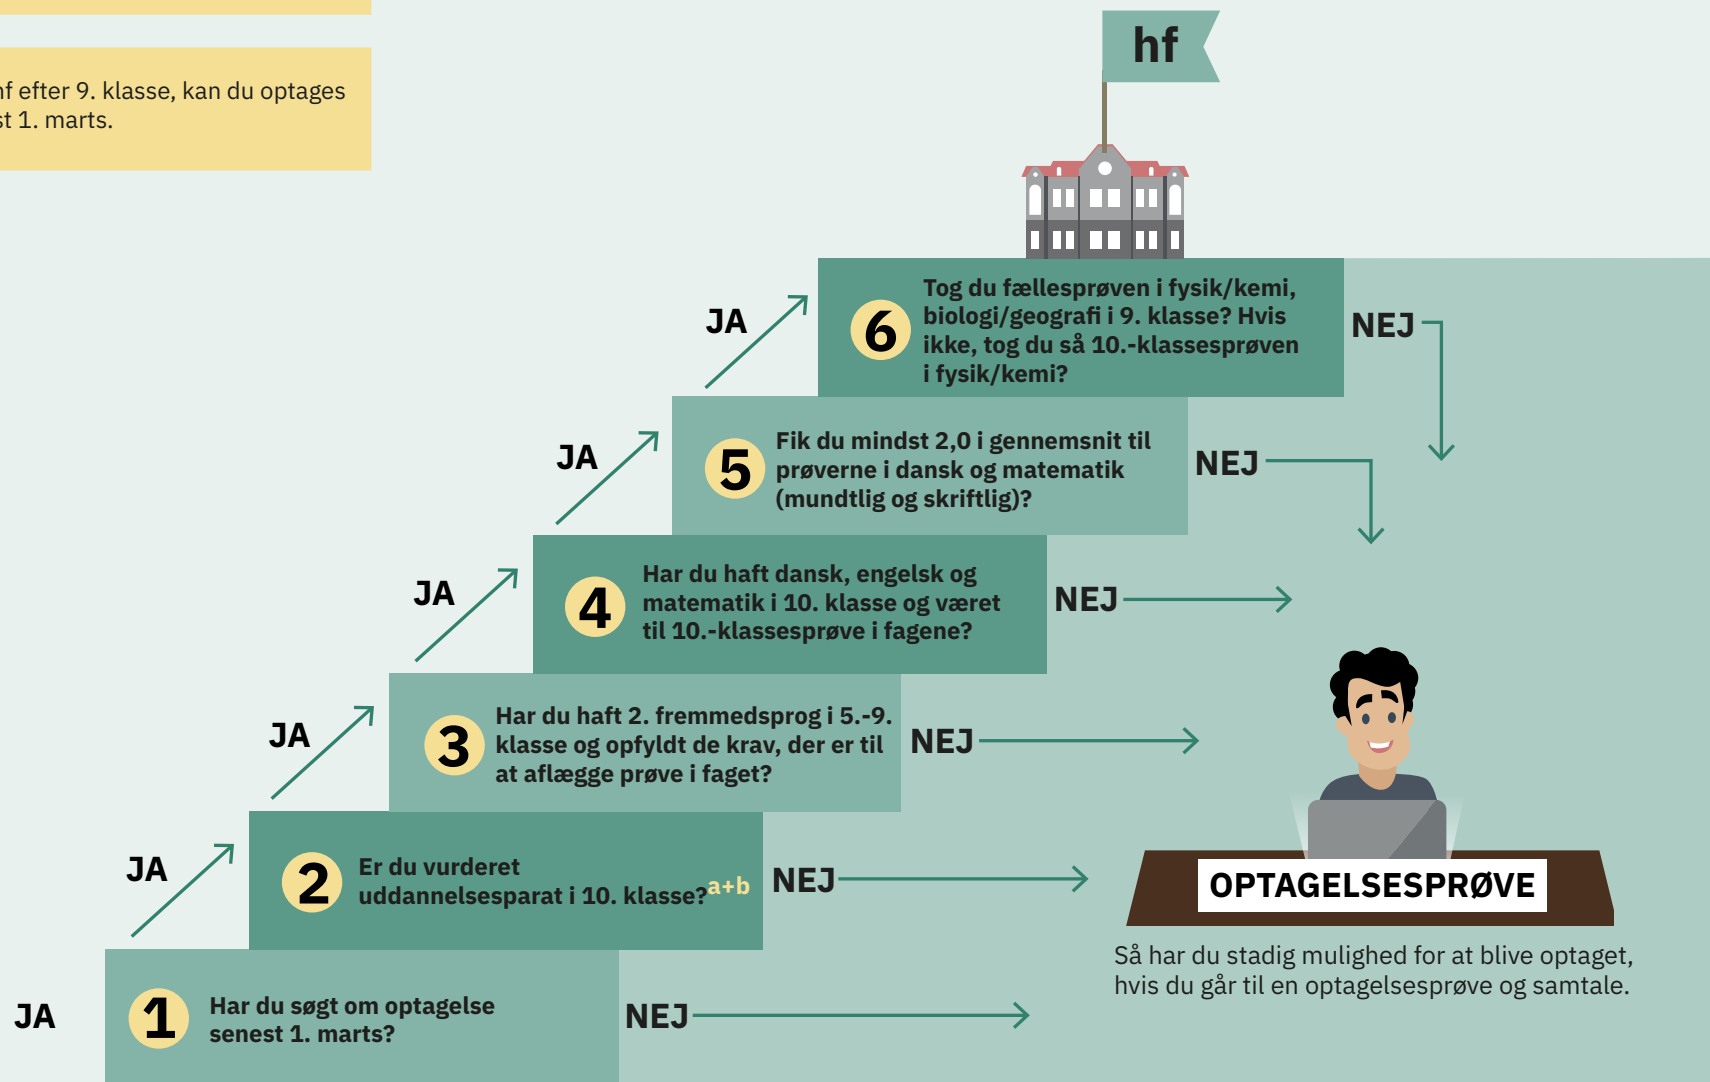 hf efter 9. klasse, kan du optages
st 1. marts.
hf
JA
6
Tog du fællesprøven i fysik/kemi,
biologi/geografi i 9. klasse? Hvis
ikke, tog du så 10.-klassesprøven
i fysik/kemi?
NEJ
JA
5
Fik du mindst 2,0 i gennemsnit til
prøverne i dansk og matematik
(mundtlig og skriftlig)?
NEJ
JA
4
Har du haft dansk, engelsk og
matematik i 10. klasse og været
til 10.-klassesprøve i fagene?
NEJ
JA
3
Har du haft 2. fremmedsprog i 5.-9.
klasse og opfyldt de krav, der er til
at aflægge prøve i faget?
NEJ
JA
2
Er du vurderet
uddannelsesparat i 10. klasse?a+b
NEJ
JA
1
Har du søgt om optagelse
senest 1. marts?
NEJ
OPTAGELSESPRØVE
Så har du stadig mulighed for at blive optaget,
hvis du går til en optagelsesprøve og samtale.